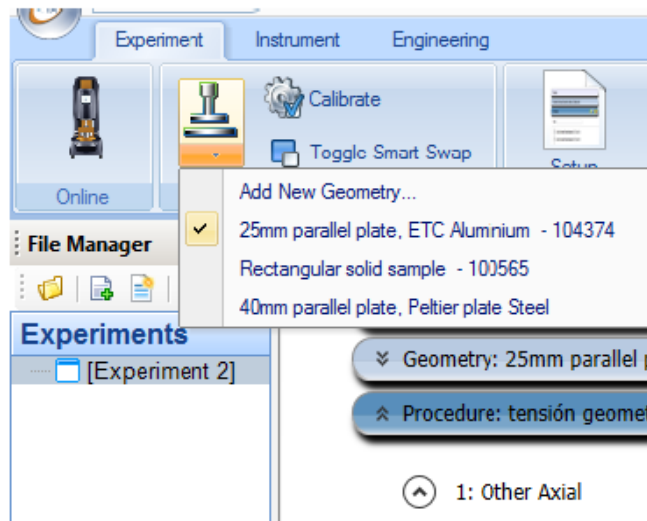 Experiment Instrument Engineering
Calibrate
Toggle Smart Swap
Setup
Online
Add New Geometry...
25mm parallel plate, ETC Alumnium - 104374
Rectangular solid sample - 100565
40mm parallel plate, Peltier plate Steel
File Manager
Experiments
[Experiment 2]
Geometry: 25mm parallel
Procedure: tensión geome
1: Other Axial